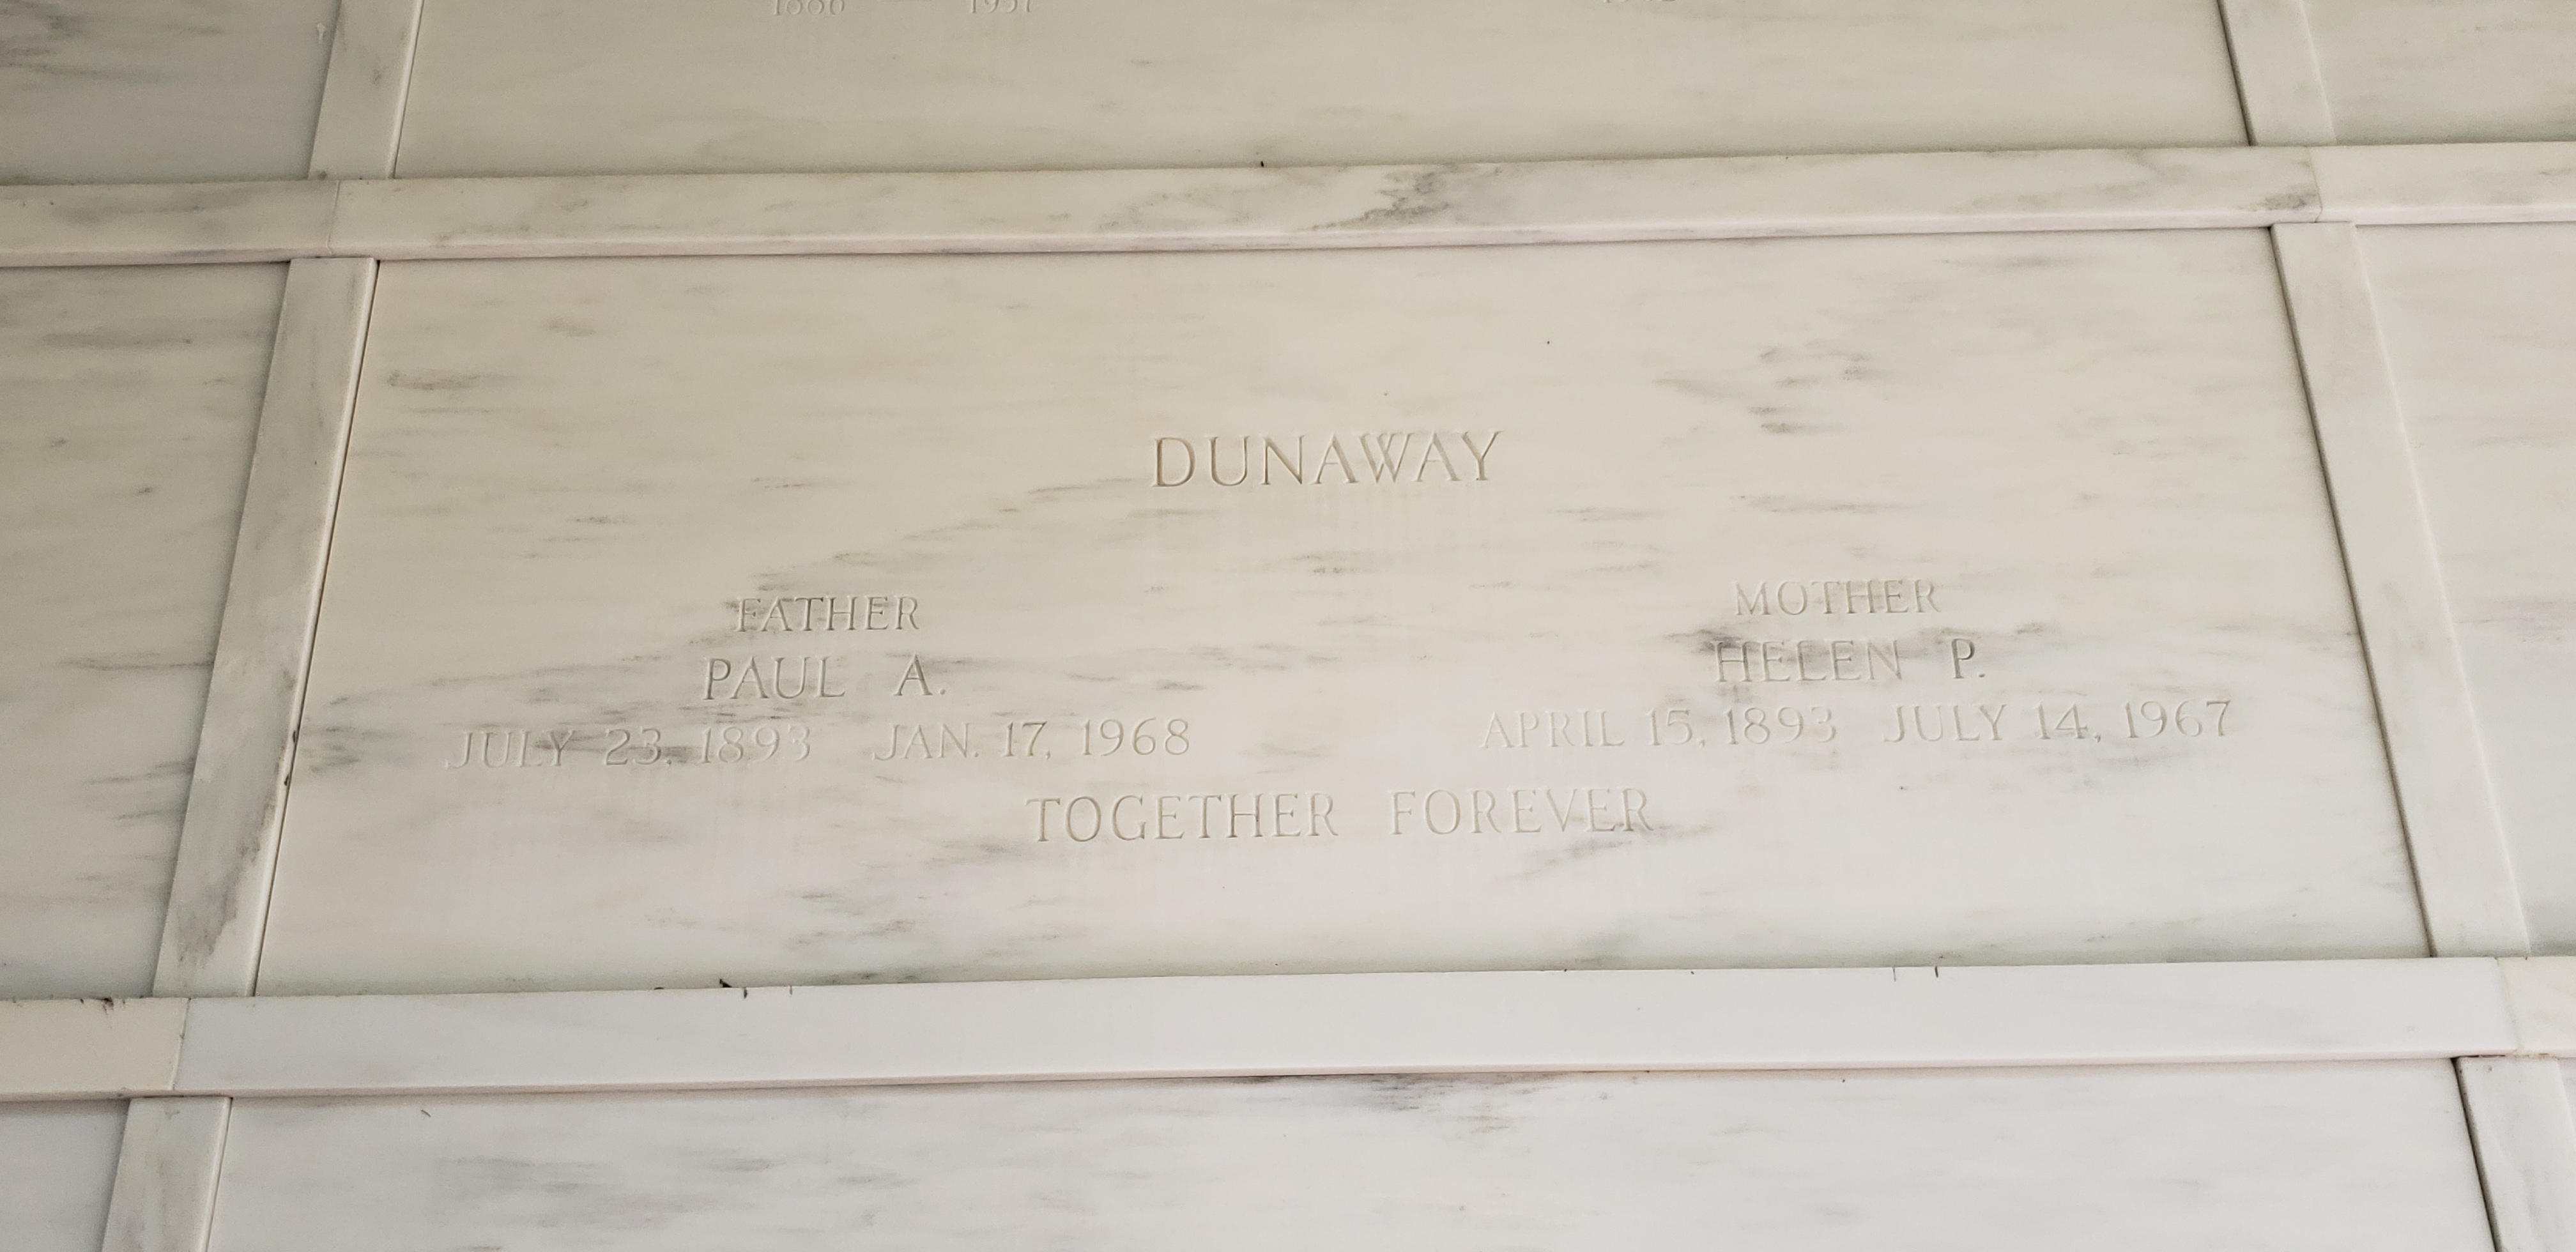 DUNAWAY
FATHER
PAUL A.
JULY 23, 1893 JAN. 17, 1968
MOTHER
HELEN P.
APRIL 15, 1893 JULY 14, 1967
TOGETHER FOREVER